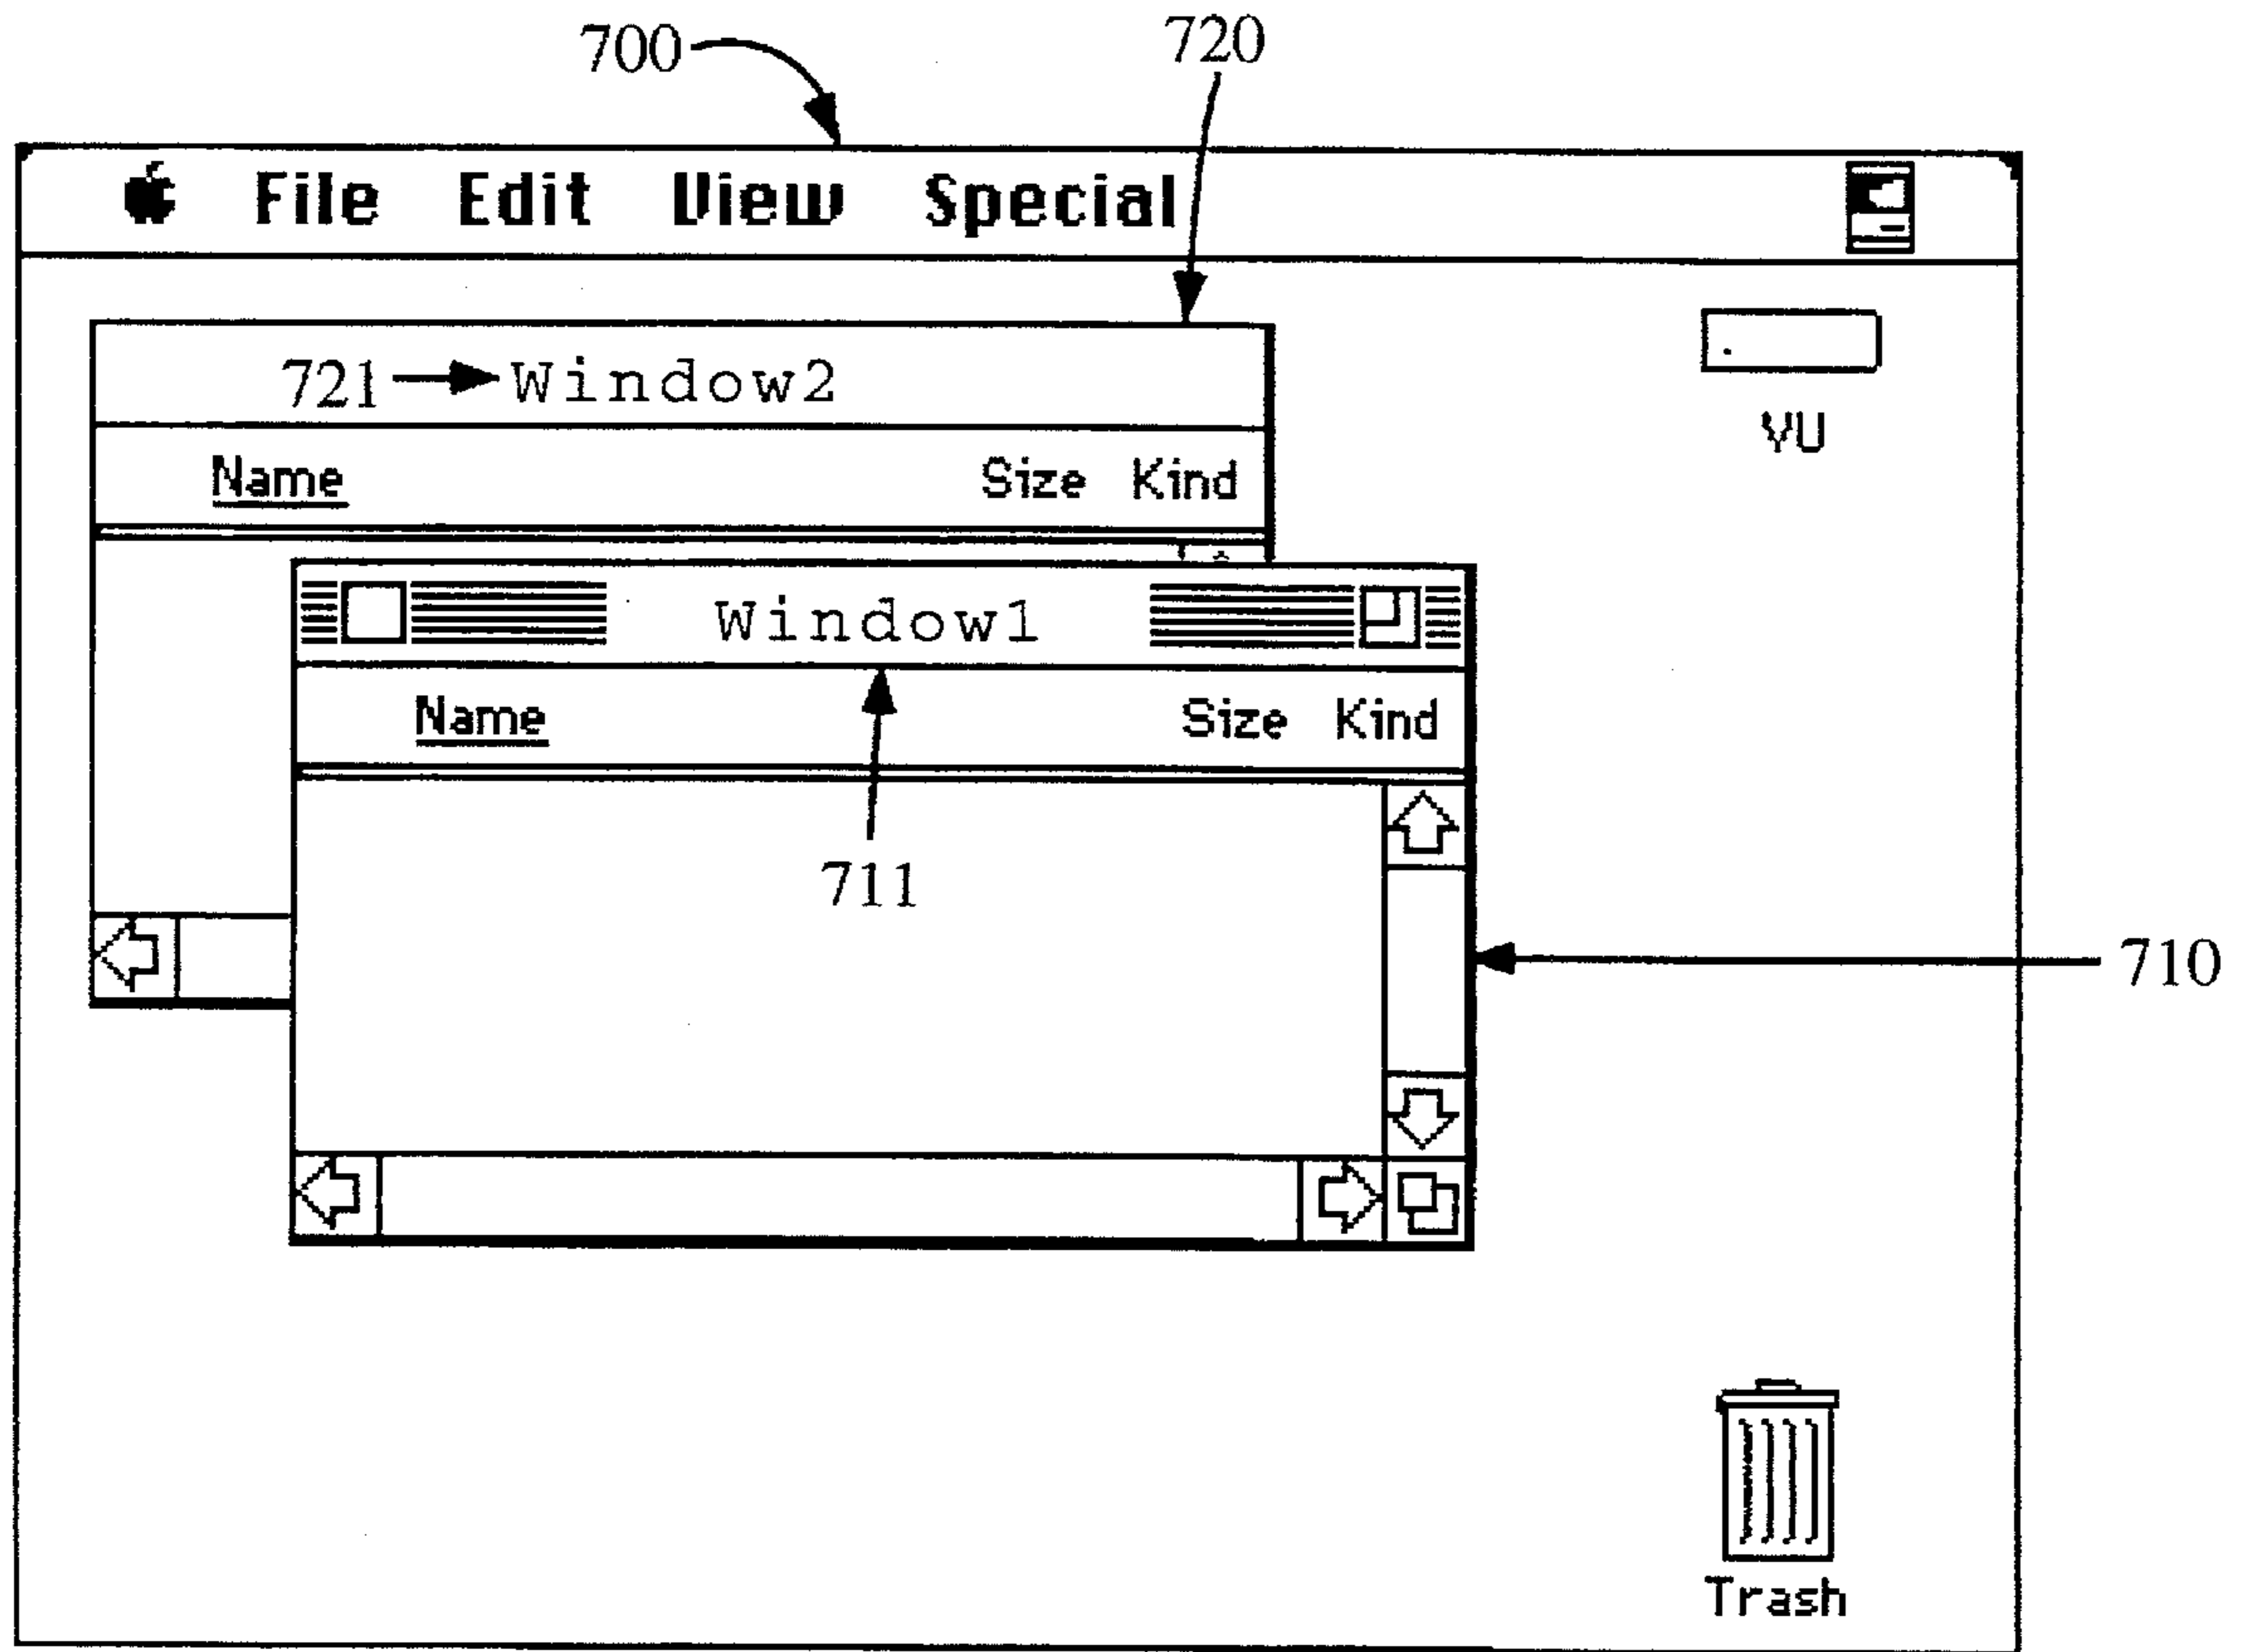 700
720
File Edit View Special
721 Window2
VU
Name Size Kind
Window1
Name Size Kind
711
710
Trash